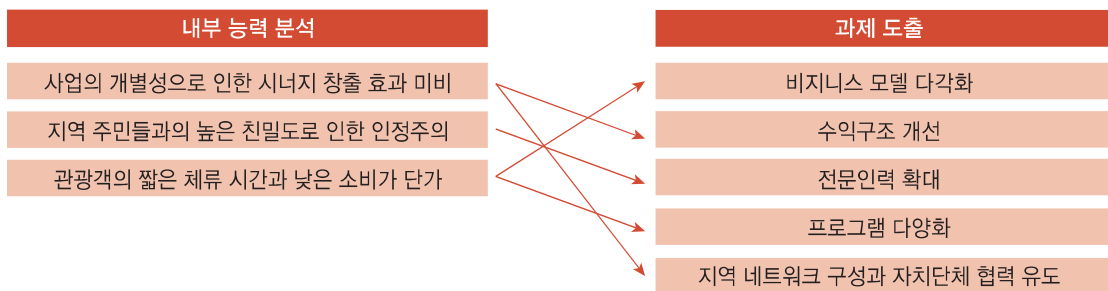 내부 능력 분석
사업의 개별성으로 인한 시너지 창출 효과 미비
지역 주민들과의 높은 친밀도로 인한 인정주의
관광객의 짧은 체류 시간과 낮은 소비가 단가
과제 도출
비지니스 모델 다각화
수익구조 개선
전문인력 확대
프로그램 다양화
지역 네트워크 구성과 자치단체 협력 유도